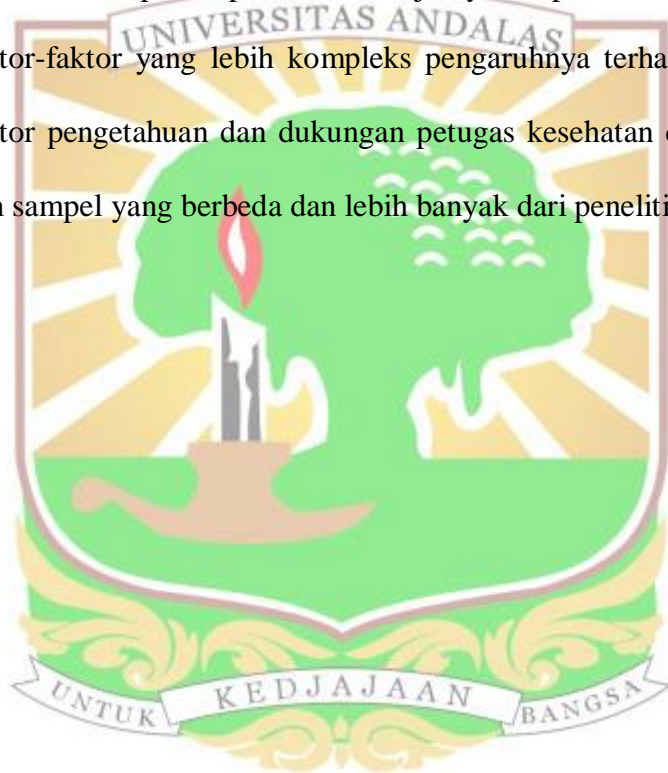 UNIVERSITAS ANDALAS
tor-faktor yang lebih kompleks pengaruhnya terha
tor pengetahuan dan dukungan petugas kesehatan
n sampel yang berbeda dan lebih banyak dari peneliti
UNTUK KEDJAJAAN BANGSA